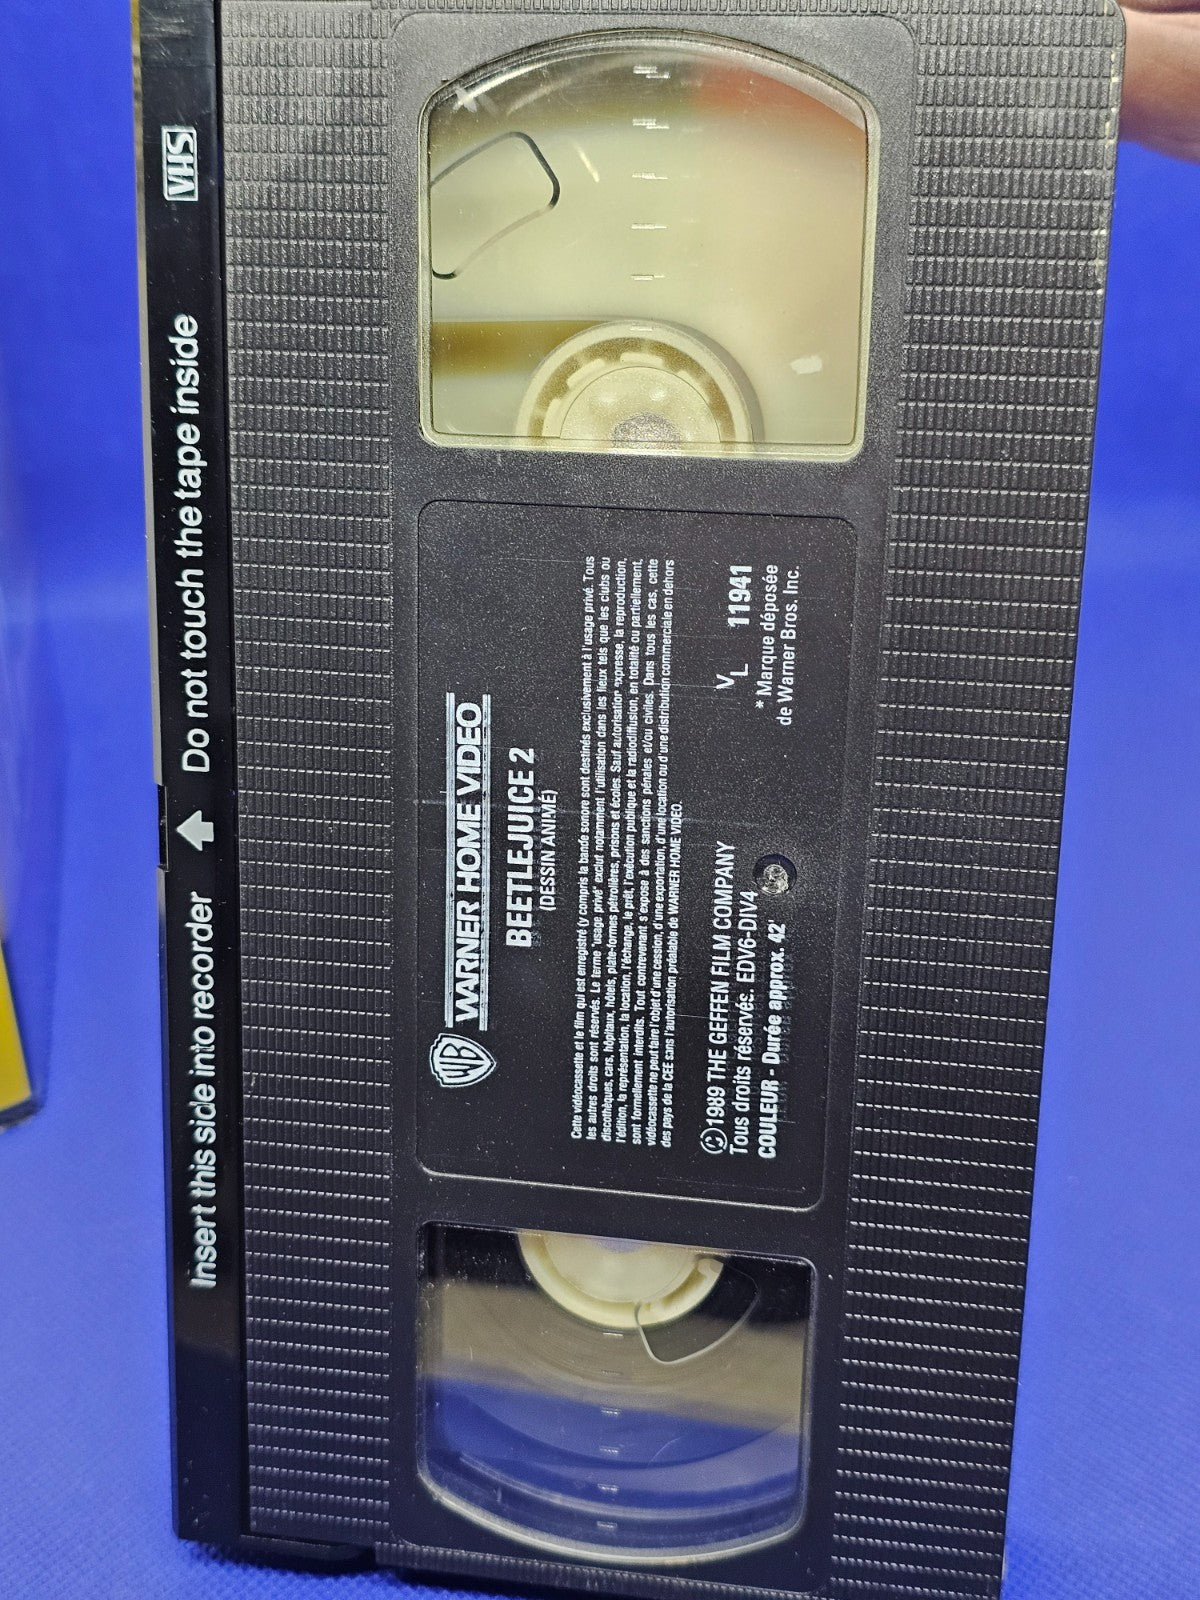 VHS
Insert this side into recorder ↑ Do not touch the tape inside
WB WARNER HOME VIDEO
BEETLEJUICE 2
(DESSIN ANIMÉ)
Cette vidéocassette et le film qui est enregistré (y compris la bande sonore sont destinés exclusivement à l'usage privé. Tous
les autres droits sont réservés. Le terme "usage privé" exclut notamment l'utilisation dans les lieux tels que les clubs ou
discothèques, cars, hôpitaux, hôtels, plate-formes pétrolières, prisons et écoles. Sauf autorisation expresse, la reproduction,
l'édition, la représentation, la location, l'échange, le prêt, l'exécution publique et la radiodiffusion, en totalité ou partiellement,
sont formellement interdits. Tout contrevenant s'expose à des sanctions pénales et/ou civiles. Dans tous les cas, cette
vidéocassette ne peut faire l'objet d'une cession, d'une exportation, d'une location ou d'une distribution commerciale en dehors
des pays de la CEE sans l'autorisation préalable de WARNER HOME VIDEO.
©1989 THE GEFFEN FILM COMPANY
Tous droits réservés. EDV6-DIV4
COULEUR - Durée approx. 42'
VL 11941
* Marque déposée
de Warner Bros. Inc.